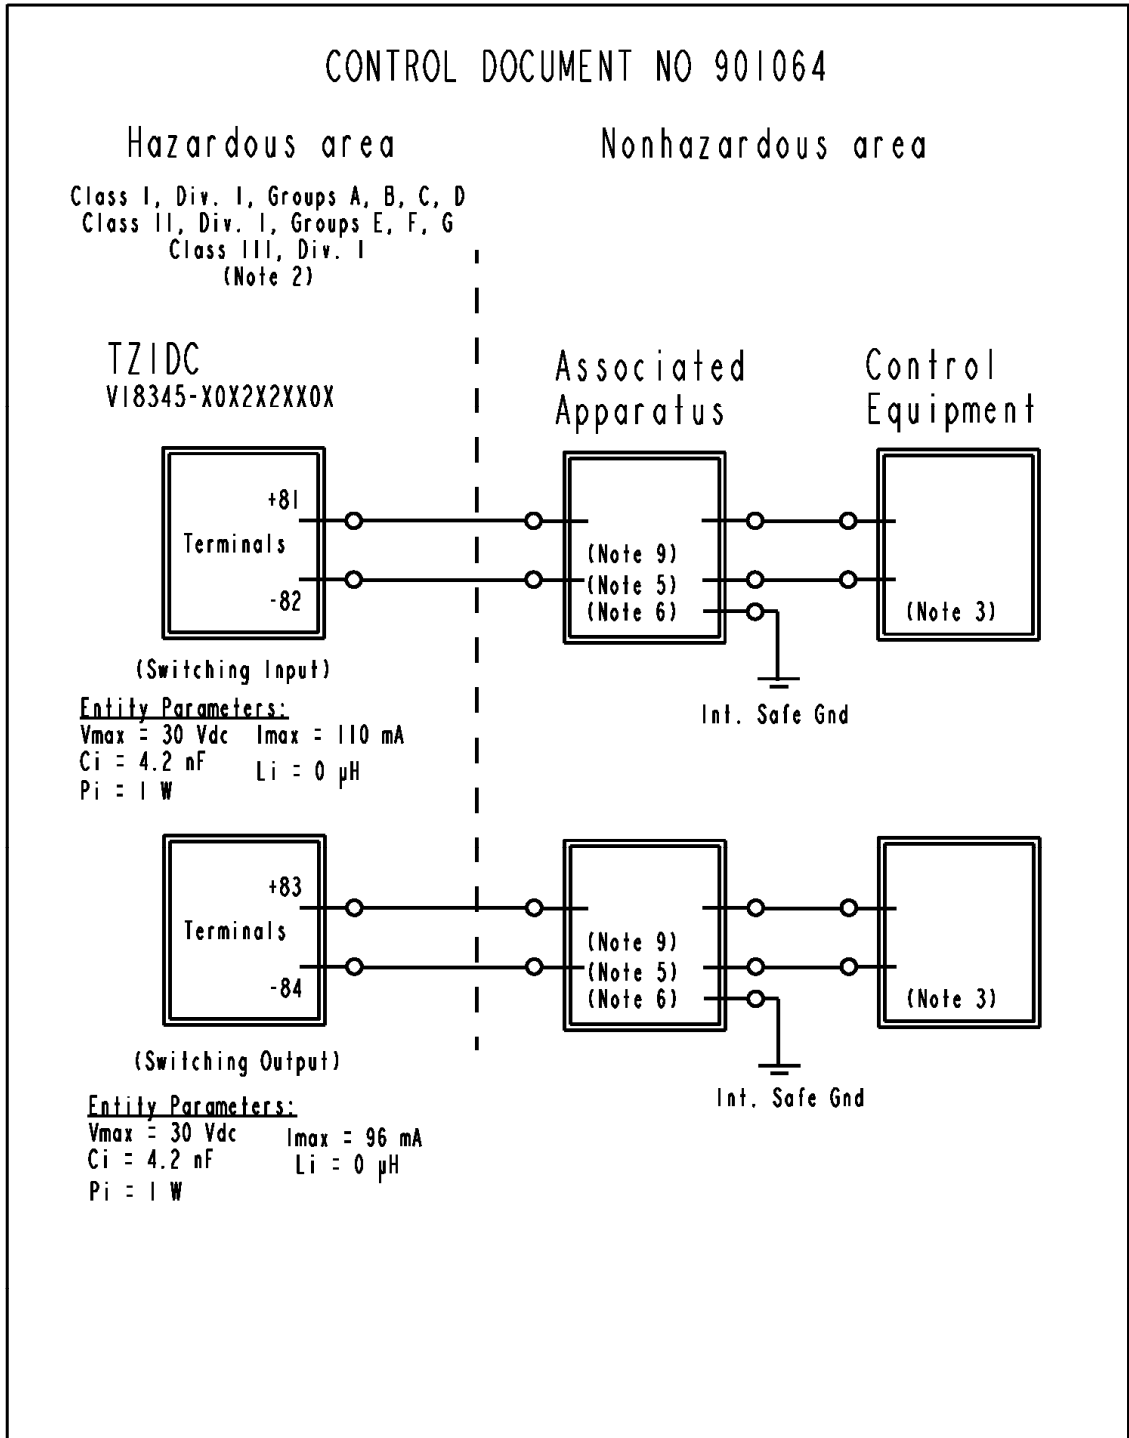 CONTROL DOCUMENT NO 901064
Hazardous area
Nonhazardous area
Class I, Div. I, Groups A, B, C, D
Class II, Div. I, Groups E, F, G
Class III, Div. I
(Note 2)
TZIDC
V18345-X0X2X2XX0X
Associated
Apparatus
Control
Equipment
+81
Terminals
-82
(Note 9)
(Note 5)
(Note 6)
(Note 3)
(Switching Input)
Int. Safe Gnd
Entity Parameters:
Vmax = 30 Vdc Imax = 110 mA
Ci = 4.2 nF Li = 0 µH
Pi = 1 W
+83
Terminals
-84
(Note 9)
(Note 5)
(Note 6)
(Note 3)
(Switching Output)
Int. Safe Gnd
Entity Parameters:
Vmax = 30 Vdc Imax = 96 mA
Ci = 4.2 nF Li = 0 µH
Pi = 1 W